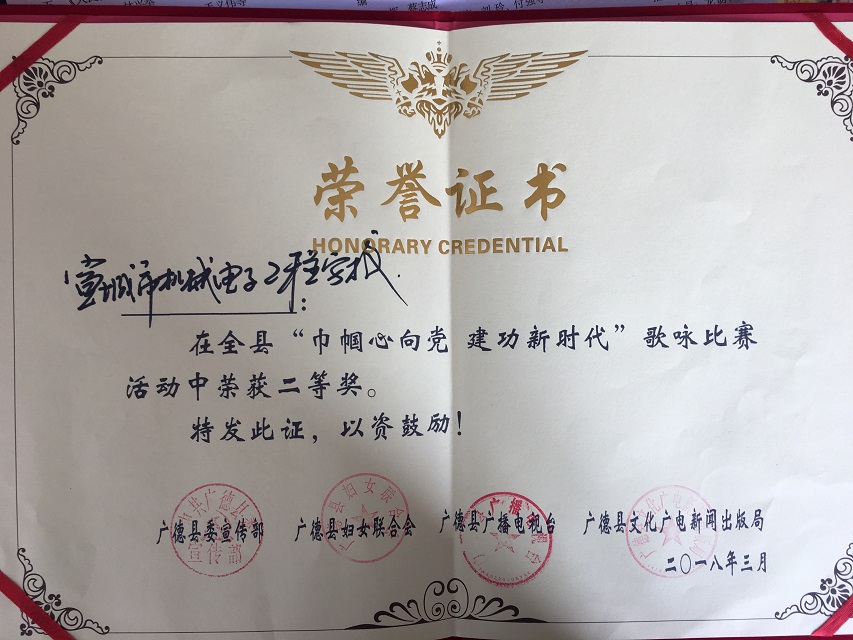 荣誉证书
HONORARY CREDENTIAL
宣城市机械电子工程学校
:
在全县“巾帼心向党 建功新时代”歌咏比赛
活动中荣获二等奖。
特发此证，以资鼓励！
广德县委宣传部 广德县妇女联合会 广德县广播电视台 广德县文化广电新闻出版局
二〇一八年三月